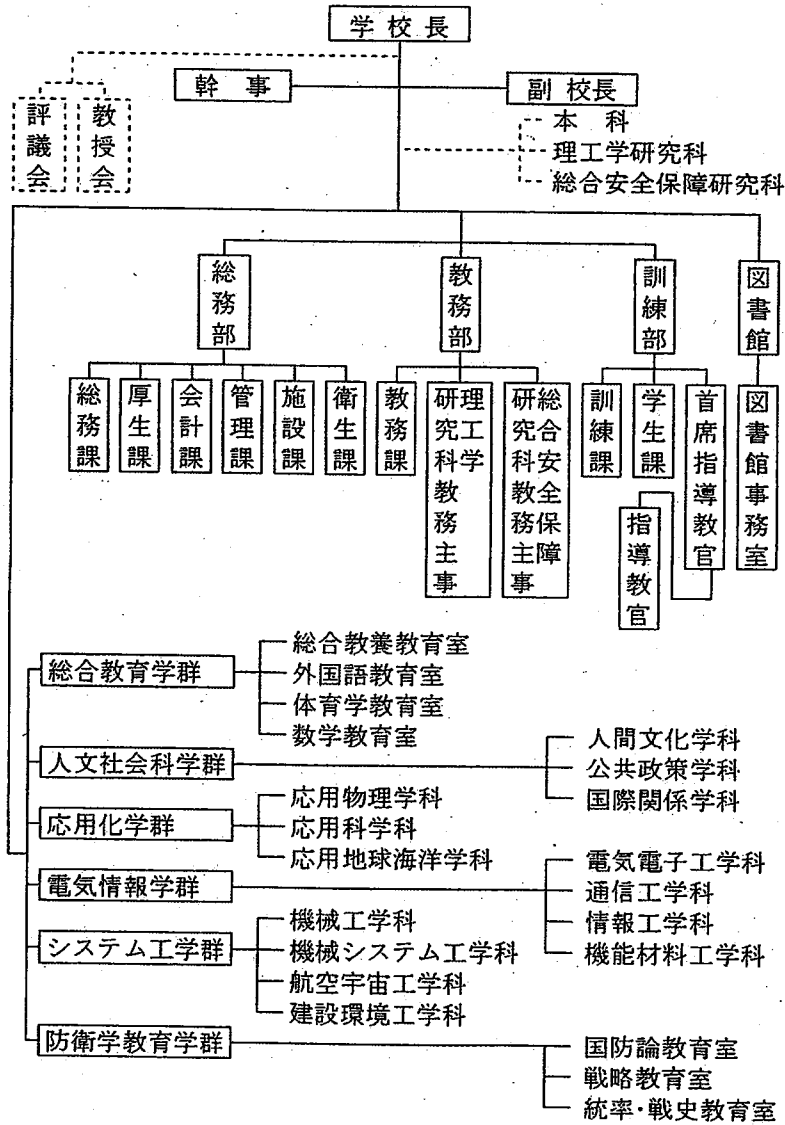 学校長
幹事
副校長
評議会
教授会
本科
理工学研究科
総合安全保障研究科
総務部
教務部
訓練部
図書館
総務課
厚生課
会計課
管理課
施設課
衛生課
教務課
理工学
研究科教務主事
総合安全保障
研究科教務主事
訓練課
学生課
首席指導教官
指導教官
図書館事務室
総合教育学群
総合教養教育室
外国語教育室
体育学教育室
数学教育室
人文社会科学群
人間文化学科
公共政策学科
国際関係学科
応用化学群
応用物理学科
応用科学科
応用地球海洋学科
電気情報学群
電気電子工学科
通信工学科
情報工学科
機能材料工学科
システム工学群
機械工学科
機械システム工学科
航空宇宙工学科
建設環境工学科
防衛学教育学群
国防論教育室
戦略教育室
統率・戦史教育室